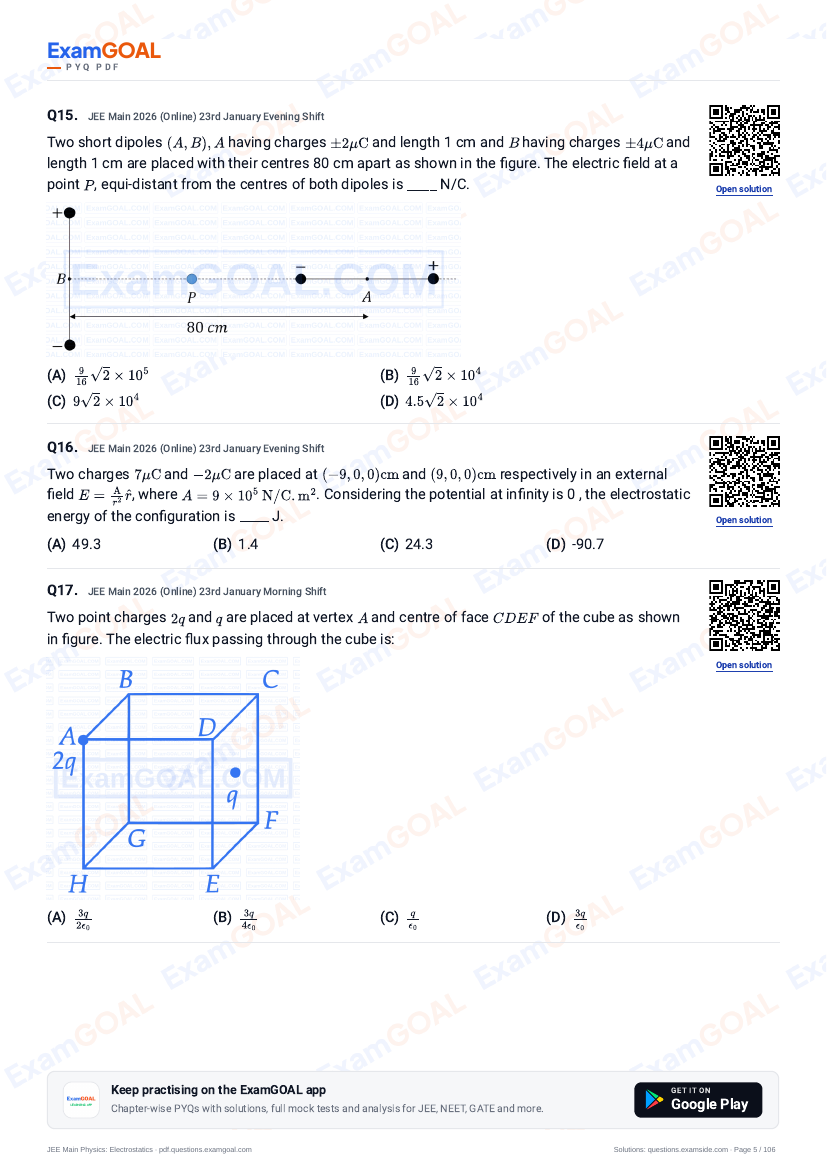 ExamGOAL
PYQ PDF
Q15. JEE Main 2026 (Online) 23rd January Evening Shift
Two short dipoles (A, B), A having charges ±2μC and length 1 cm and B having charges ±4μC and
length 1 cm are placed with their centres 80 cm apart as shown in the figure. The electric field at a
point P, equi-distant from the centres of both dipoles is ____ N/C.
Open solution
+
− +
B
P A
80 cm
−
ExamGOAL.COM
(A) 9/16 √2 × 10⁵ (B) 9/16 √2 × 10⁴
(C) 9√2 × 10⁴ (D) 4.5√2 × 10⁴
Q16. JEE Main 2026 (Online) 23rd January Evening Shift
Two charges 7μC and −2μC are placed at (−9, 0, 0)cm and (9, 0, 0)cm respectively in an external
field E = A/r² r̂, where A = 9 × 10⁵ N/C. m². Considering the potential at infinity is 0 , the electrostatic
energy of the configuration is ____ J.
Open solution
(A) 49.3 (B) 1.4 (C) 24.3 (D) -90.7
Q17. JEE Main 2026 (Online) 23rd January Morning Shift
Two point charges 2q and q are placed at vertex A and centre of face CDEF of the cube as shown
in figure. The electric flux passing through the cube is:
Open solution
B C
A D
2q
q
G F
H E
ExamGOAL.COM
(A) 3q/2ϵ₀ (B) 3q/4ϵ₀ (C) q/ϵ₀ (D) 3q/ϵ₀
Keep practising on the ExamGOAL app
Chapter-wise PYQs with solutions, full mock tests and analysis for JEE, NEET, GATE and more.
GET IT ON
Google Play
JEE Main Physics: Electrostatics · pdf.questions.examgoal.com
Solutions: questions.examside.com · Page 5 / 106